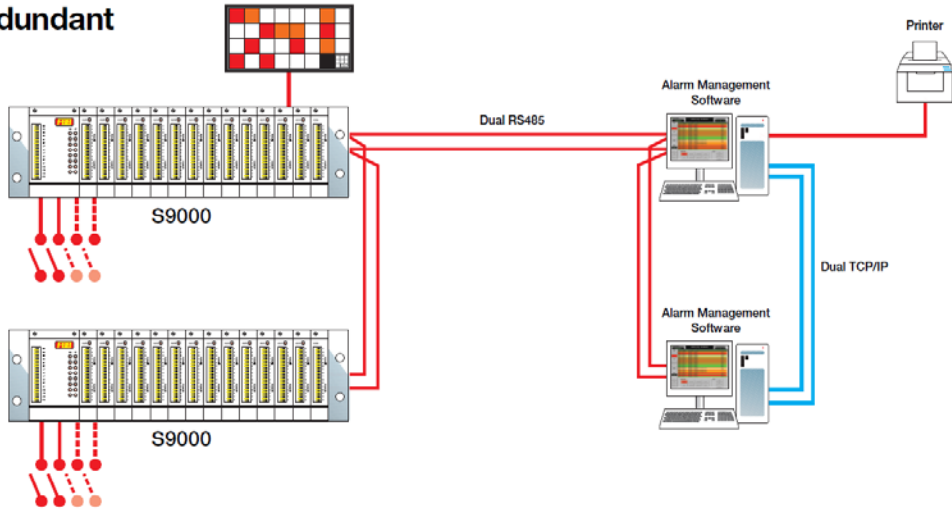 dundant
Printer
Alarm Management
Software
Dual RS485
S9000
Dual TCP/IP
Alarm Management
Software
S9000